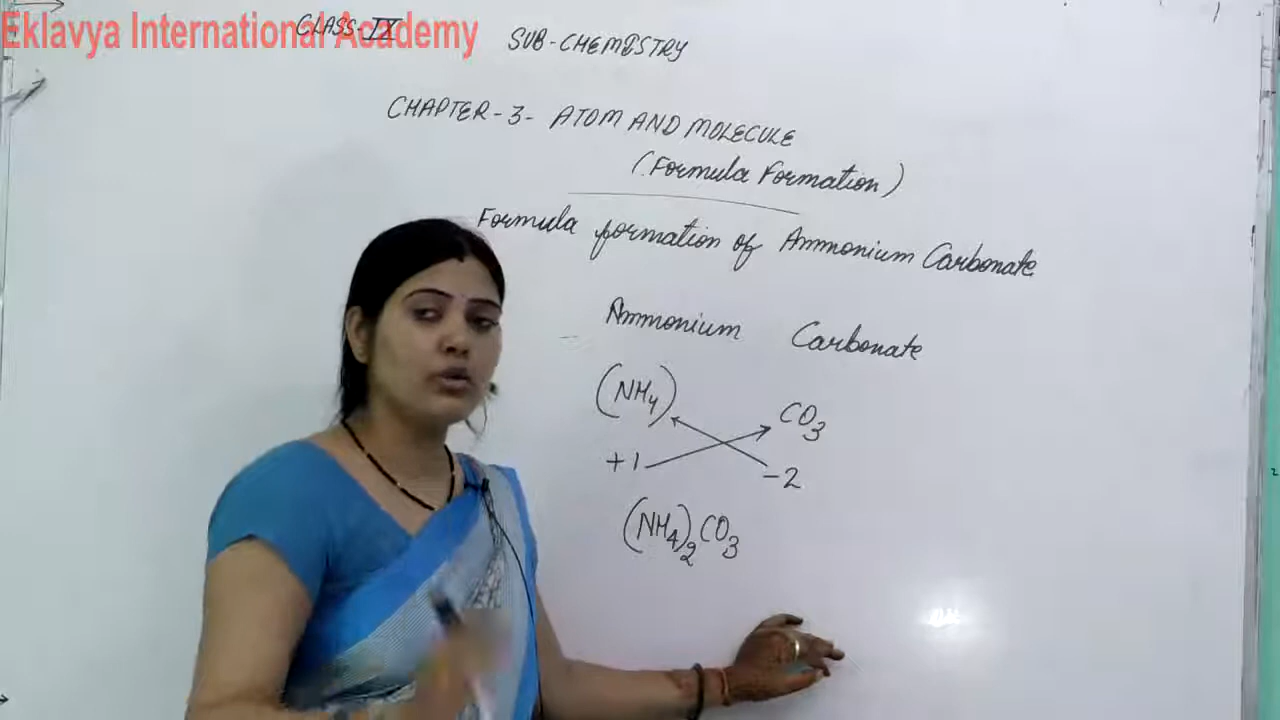 Eklavya International Academy
CLASS-IX
SUB-CHEMISTRY
CHAPTER-3- ATOM AND MOLECULE
(Formula Formation)
Formula formation of Ammonium Carbonate
Ammonium Carbonate
(NH4) CO3
+1 -2
(NH4)2CO3